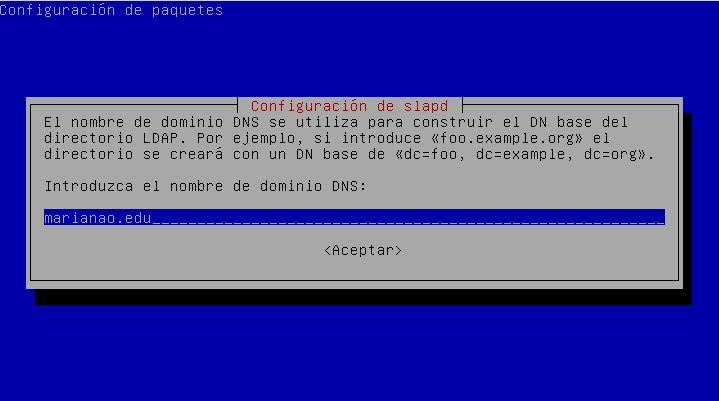 Configuración de paquetes
Configuración de slapd
El nombre de dominio DNS se utiliza para construir el DN base del
directorio LDAP. Por ejemplo, si introduce «foo.example.org» el
directorio se creará con un DN base de «dc=foo, dc=example, dc=org».
Introduzca el nombre de dominio DNS:
marianao.edu
<Aceptar>